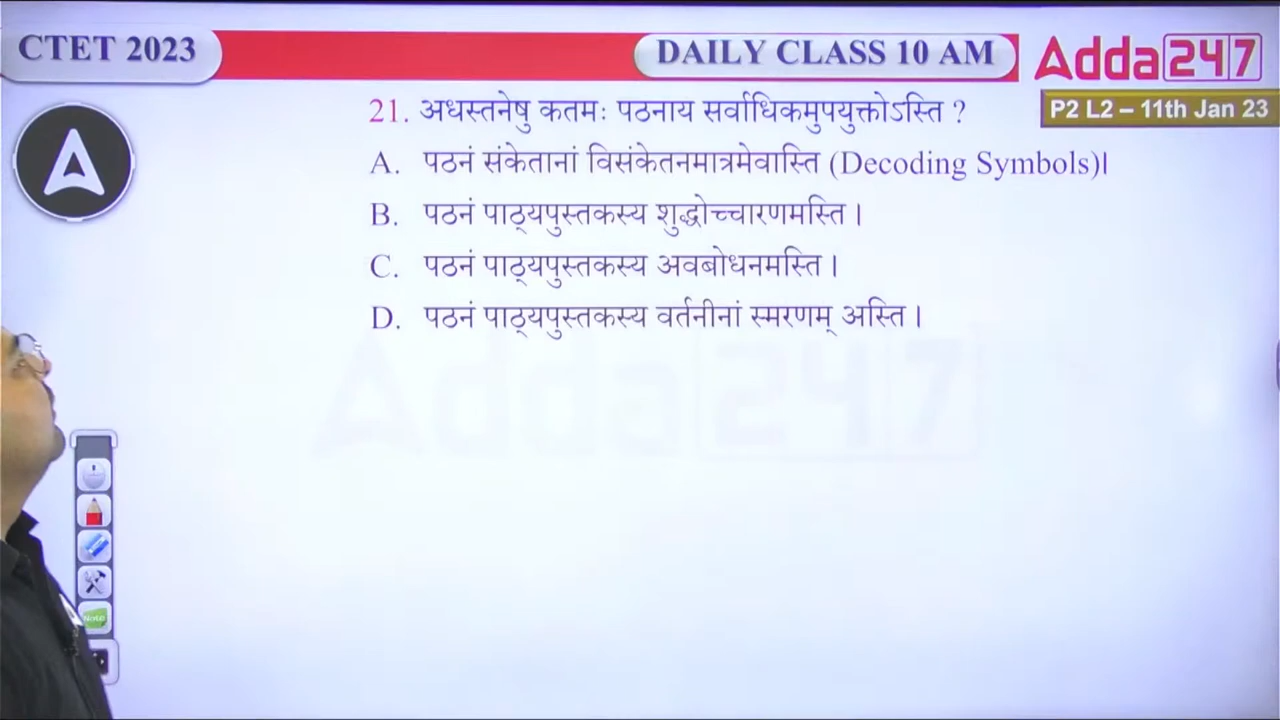 CTET 2023
DAILY CLASS 10 AM
Adda247
P2 L2 – 11th Jan 23
21. अधस्तनेषु कतमः पठनाय सर्वाधिकमुपयुक्तोऽस्ति ?
A. पठनं संकेतानां विसंकेतनमात्रमेवास्ति (Decoding Symbols)।
B. पठनं पाठ्यपुस्तकस्य शुद्धोच्चारणमस्ति।
C. पठनं पाठ्यपुस्तकस्य अवबोधनमस्ति।
D. पठनं पाठ्यपुस्तकस्य वर्तनीनां स्मरणम् अस्ति।
Adda247
Note